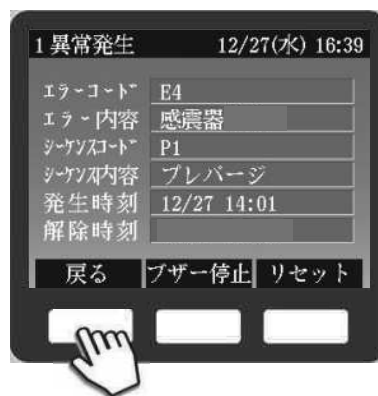 1 異常発生 12/27(水) 16:39
エラーコード E4
エラー内容 感震器
シーケンスコード P1
シーケンス内容 プレパージ
発生時刻 12/27 14:01
解除時刻
戻る ブザー停止 リセット